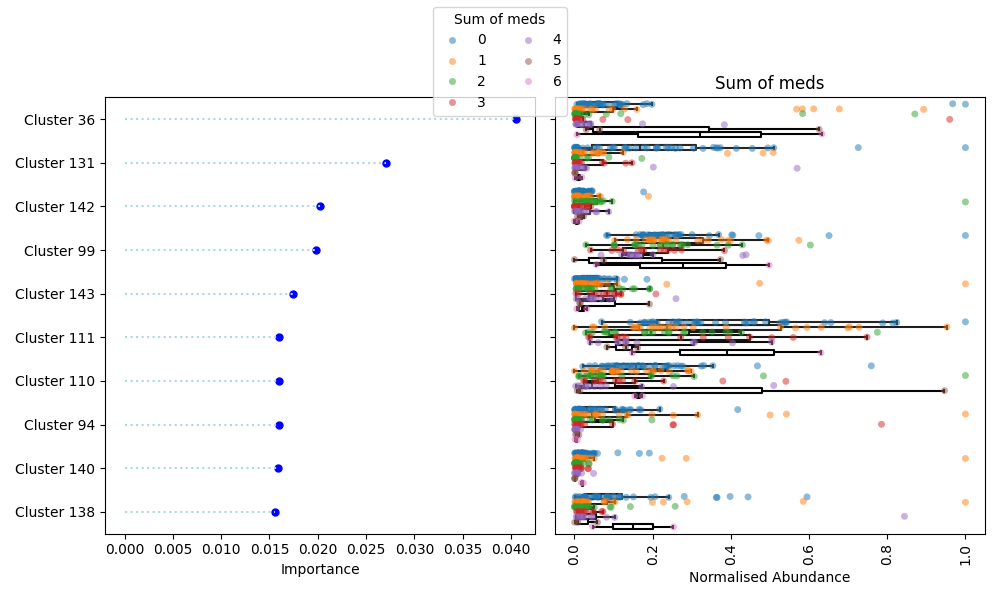 Sum of meds
0 4
1 5
2 6
3
Sum of meds
Cluster 36
Cluster 131
Cluster 142
Cluster 99
Cluster 143
Cluster 111
Cluster 110
Cluster 94
Cluster 140
Cluster 138
0.000 0.005 0.010 0.015 0.020 0.025 0.030 0.035 0.040
Importance
0.0 0.2 0.4 0.6 0.8 1.0
Normalised Abundance